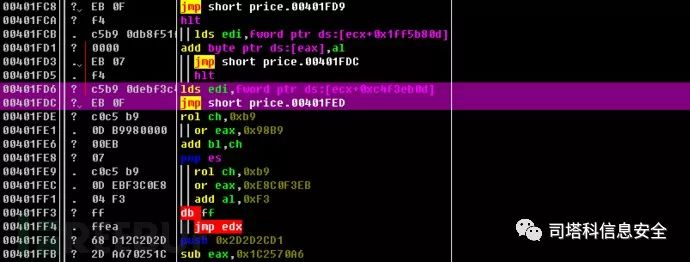 00401FC8 ? EB 0F jmp short price.00401FD9
00401FCA ? f4 hlt
00401FCB . c5b9 0db8f51f lds edi,fword ptr ds:[ecx+0x1ff5b80d]
00401FD1 ? 0000 add byte ptr ds:[eax],al
00401FD3 . EB 07 jmp short price.00401FDC
00401FD5 . f4 hlt
00401FD6 ? c5b9 0debf3c4 lds edi,fword ptr ds:[ecx+0xc4f3eb0d]
00401FDC ? EB 0F jmp short price.00401FED
00401FDE ? c0c5 b9 rol ch,0xb9
00401FE1 . 0D B9980000 or eax,0x98B9
00401FE6 ? 00EB add bl,ch
00401FE8 ? 07 pop es
00401FE9 ? c0c5 b9 rol ch,0xb9
00401FEC . 0D EBF3C0E8 or eax,0xE8C0F3EB
00401FF1 . 04 F3 add al,0xF3
00401FF3 ? ff db ff
00401FF4 ? ffea jmp edx
00401FF6 ? 68 D12C2D2D push 0x2D2D2CD1
00401FFB ? 2D A670251C sub eax,0x1C2570A6
司塔科信息安全